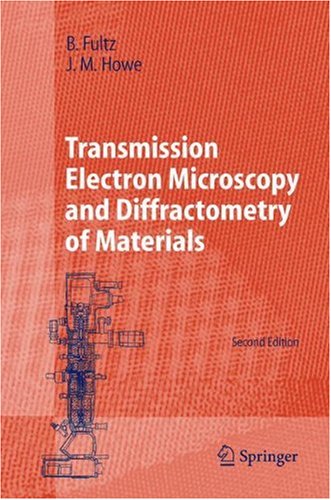 B. Fultz
J. M. Howe
Transmission
Electron Microscopy
and Diffractometry
of Materials
Second Edition
Springer